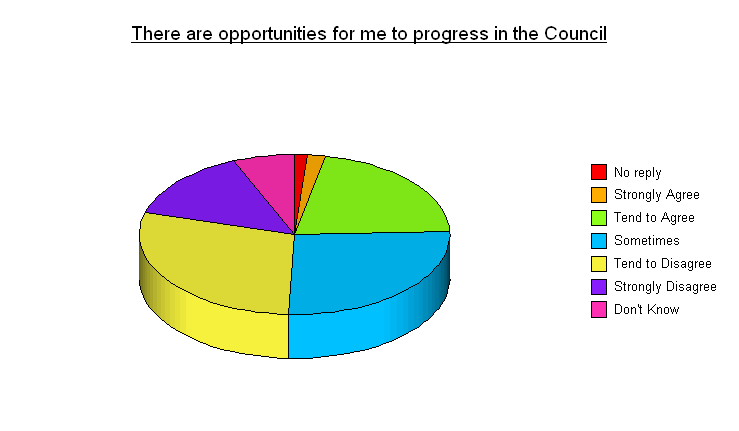 There are opportunities for me to progress in the Council
No reply
Strongly Agree
Tend to Agree
Sometimes
Tend to Disagree
Strongly Disagree
Don't Know